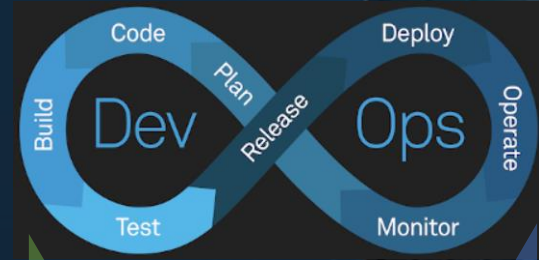 Code
Deploy
Plan
Build
Dev
Release
Ops
Operate
Test
Monitor